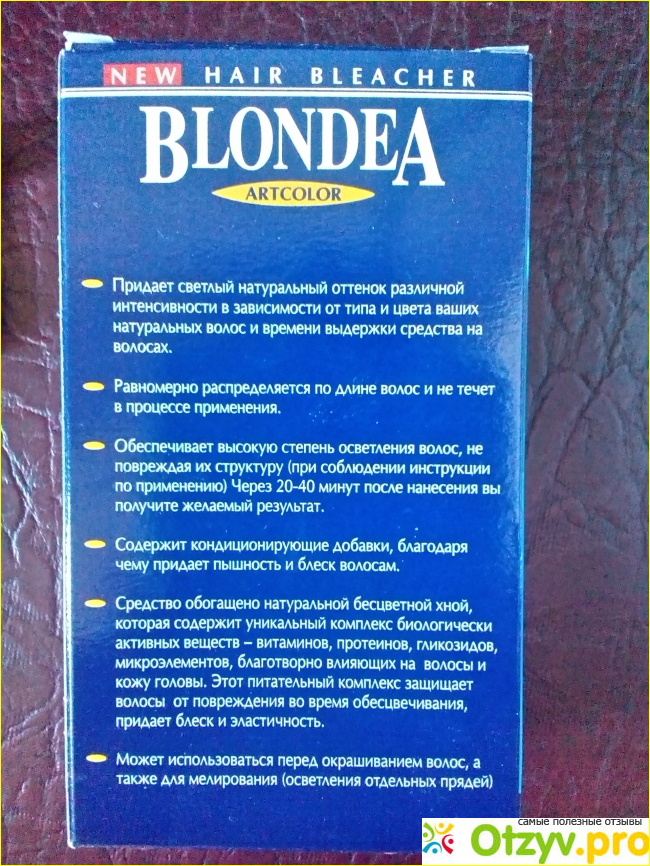 NEW HAIR BLEACHER
BLONDEA
ARTCOLOR
Придает светлый натуральный оттенок различной
интенсивности в зависимости от типа и цвета ваших
натуральных волос и времени выдержки средства на
волосах.
Равномерно распределяется по длине волос и не течет
в процессе применения.
Обеспечивает высокую степень осветления волос, не
повреждая их структуру (при соблюдении инструкции
по применению) Через 20-40 минут после нанесения вы
получите желаемый результат.
Содержит кондиционирующие добавки, благодаря
чему придает пышность и блеск волосам.
Средство обогащено натуральной бесцветной хной,
которая содержит уникальный комплекс биологически
активных веществ – витаминов, протеинов, гликозидов,
микроэлементов, благотворно влияющих на волосы и
кожу головы. Этот питательный комплекс защищает
волосы от повреждения во время обесцвечивания,
придает блеск и эластичность.
Может использоваться перед окрашиванием волос, а
также для мелирования (осветления отдельных прядей)
самые полезные отзывы
Otzyv.pro